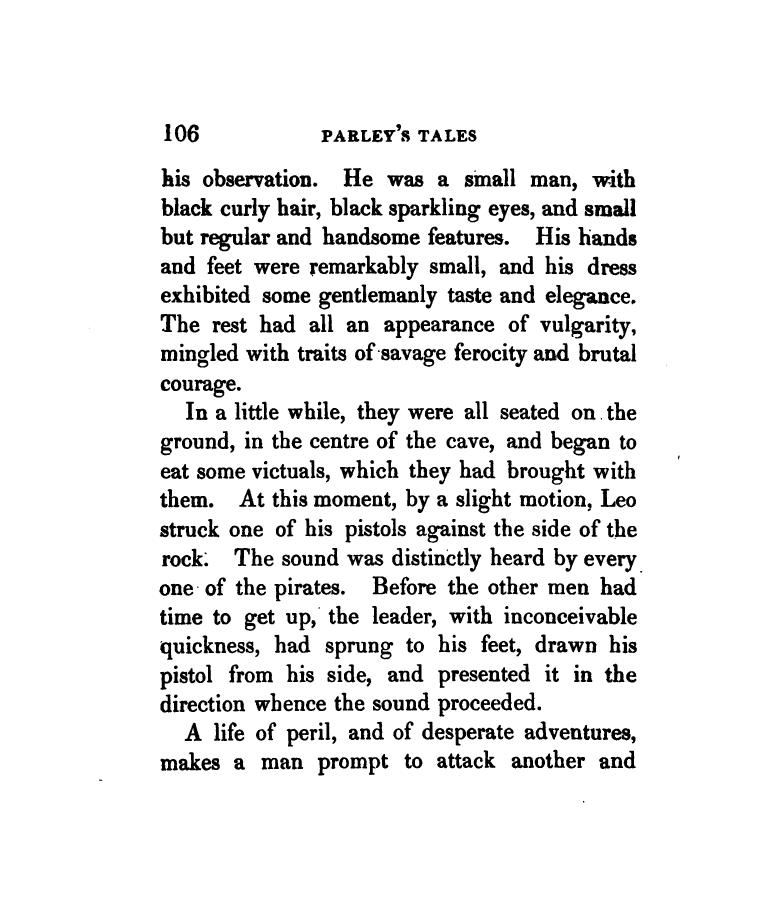 106 PARLEY'S TALES
his observation. He was a small man, with
black curly hair, black sparkling eyes, and small
but regular and handsome features. His hands
and feet were remarkably small, and his dress
exhibited some gentlemanly taste and elegance.
The rest had all an appearance of vulgarity,
mingled with traits of savage ferocity and brutal
courage.
In a little while, they were all seated on the
ground, in the centre of the cave, and began to
eat some victuals, which they had brought with
them. At this moment, by a slight motion, Leo
struck one of his pistols against the side of the
rock. The sound was distinctly heard by every
one of the pirates. Before the other men had
time to get up, the leader, with inconceivable
quickness, had sprung to his feet, drawn his
pistol from his side, and presented it in the
direction whence the sound proceeded.
A life of peril, and of desperate adventures,
makes a man prompt to attack another and